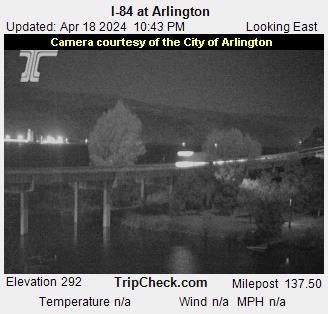 I-84 at Arlington
Updated: Apr 18 2024 10:43 PM Looking East
Camera courtesy of the City of Arlington
Elevation 292 TripCheck.com Milepost 137.50
Temperature n/a Wind n/a MPH n/a